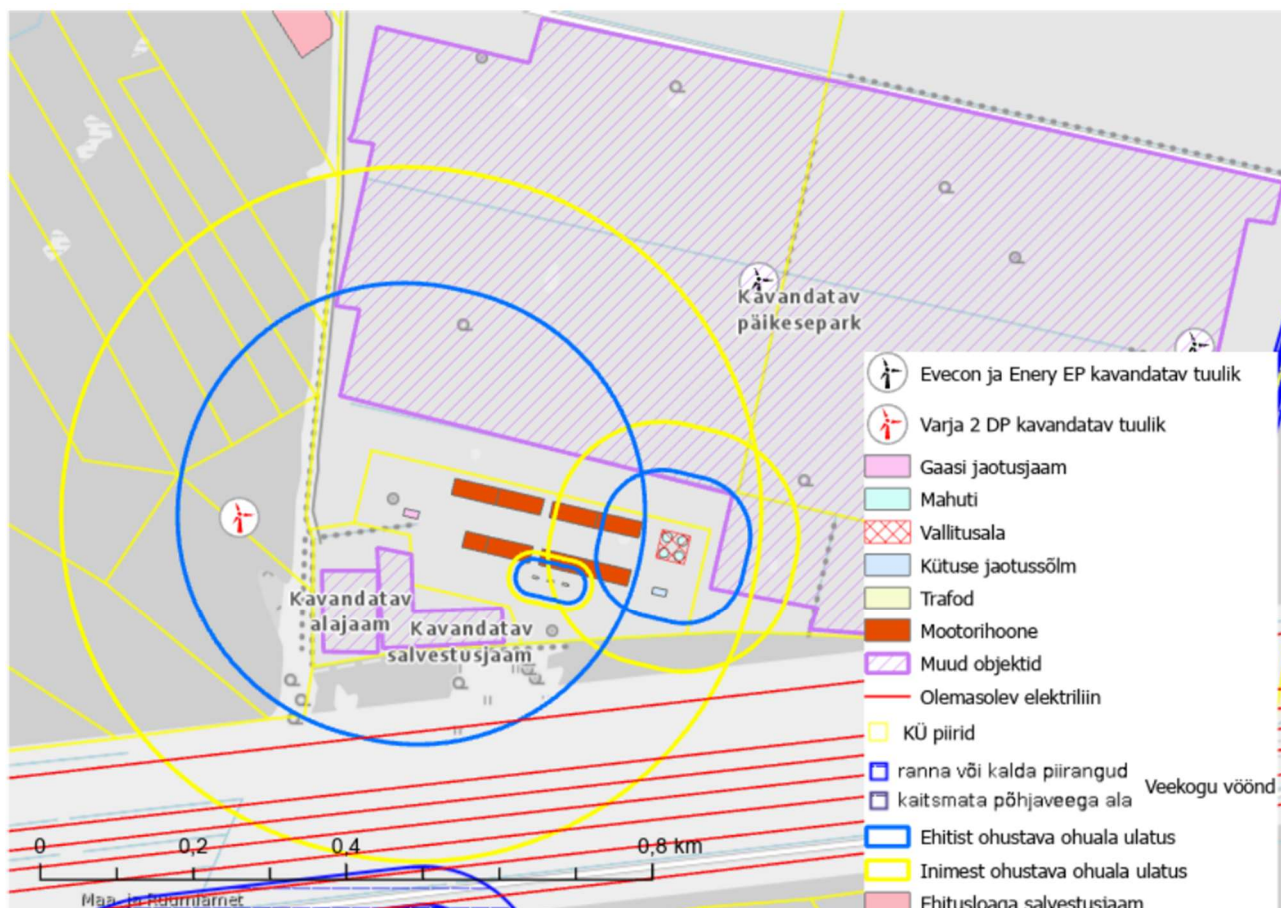 Kavandatav
päikesepark
Kavandatav
alajaam
Kavandatav
salvestusjaam
0
0,2
0,4
0,8 km
Maa- ja Ruumiamet
Evecon ja Enery EP kavandatav tuulik
Varja 2 DP kavandatav tuulik
Gaasi jaotusjaam
Mahuti
Vallitusala
Kütuse jaotussõlm
Trafod
Mootorihoone
Muud objektid
Olemasolev elektriliin
KÜ piirid
ranna või kalda piirangud
Veekogu vöönd
kaitsmata põhjaveega ala
Ehitist ohustava ohuala ulatus
Inimest ohustava ohuala ulatus
Ehitusloaga salvestusjaam